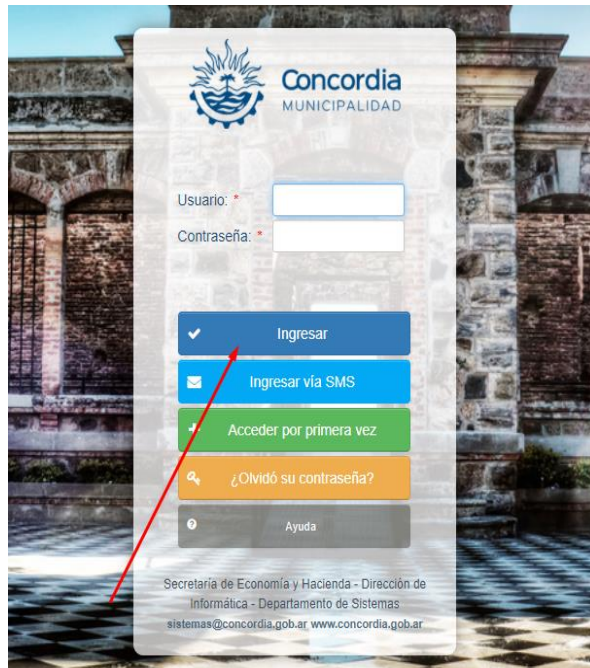 Concordia
MUNICIPALIDAD
Usuario: *
Contraseña: *
Ingresar
Ingresar vía SMS
Acceder por primera vez
¿Olvidó su contraseña?
Ayuda
Secretaría de Economía y Hacienda - Dirección de
Informática - Departamento de Sistemas
sistemas@concordia.gob.ar www.concordia.gob.ar